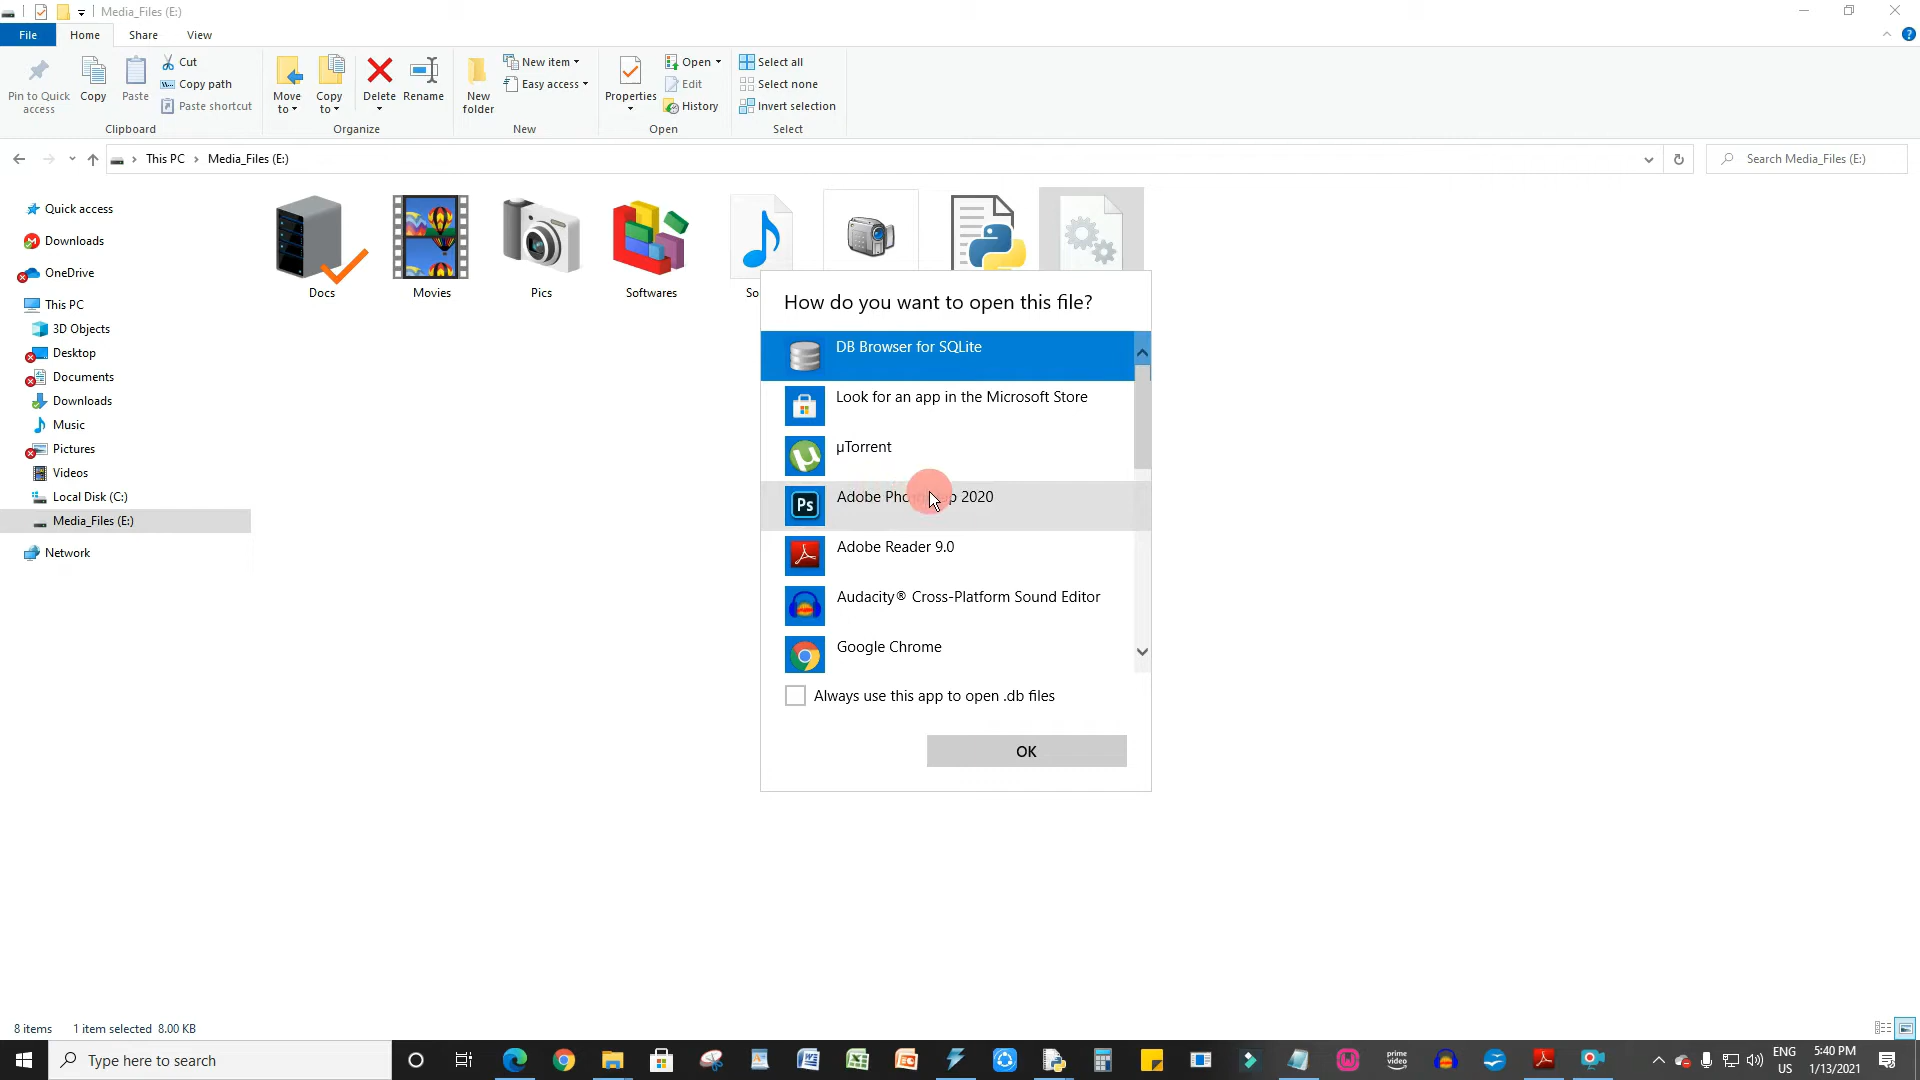 Media_Files (E:)
File
Home
Share
View
Pin to Quick
access
Copy
Paste
Cut
Copy path
Paste shortcut
Clipboard
Move
to
Copy
to
Delete
Rename
Organize
New
folder
New item
Easy access
New
Properties
Open
Edit
History
Open
Select all
Select none
Invert selection
Select
This PC
Media_Files (E:)
Search Media_Files (E:)
Quick access
Downloads
OneDrive
This PC
3D Objects
Desktop
Documents
Downloads
Music
Pictures
Videos
Local Disk (C:)
Media_Files (E:)
Network
Docs
Movies
Pics
Softwares
So
How do you want to open this file?
DB Browser for SQLite
Look for an app in the Microsoft Store
µTorrent
Ps
Adobe Photoshop 2020
Adobe Reader 9.0
Audacity® Cross-Platform Sound Editor
Google Chrome
Always use this app to open .db files
OK
8 items
1 item selected 8.00 KB
Type here to search
prime
video
ENG
US
5:40 PM
1/13/2021